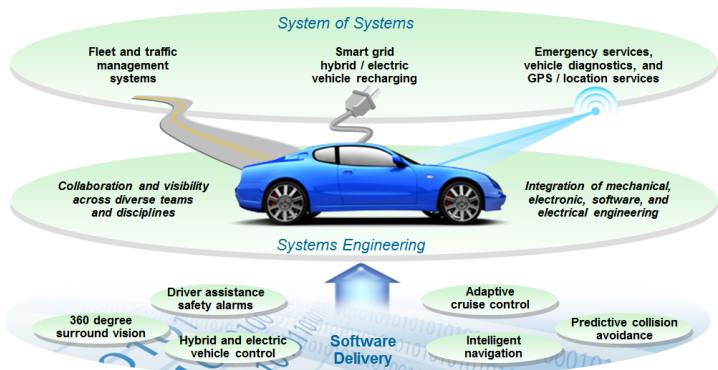 System of Systems
Fleet and traffic
management
systems
Smart grid
hybrid / electric
vehicle recharging
Emergency services,
vehicle diagnostics, and
GPS / location services
Collaboration and visibility
across diverse teams
and disciplines
Integration of mechanical,
electronic, software, and
electrical engineering
Systems Engineering
Driver assistance
safety alarms
Adaptive
cruise control
360 degree
surround vision
Predictive collision
avoidance
Hybrid and electric
vehicle control
Software
Delivery
Intelligent
navigation